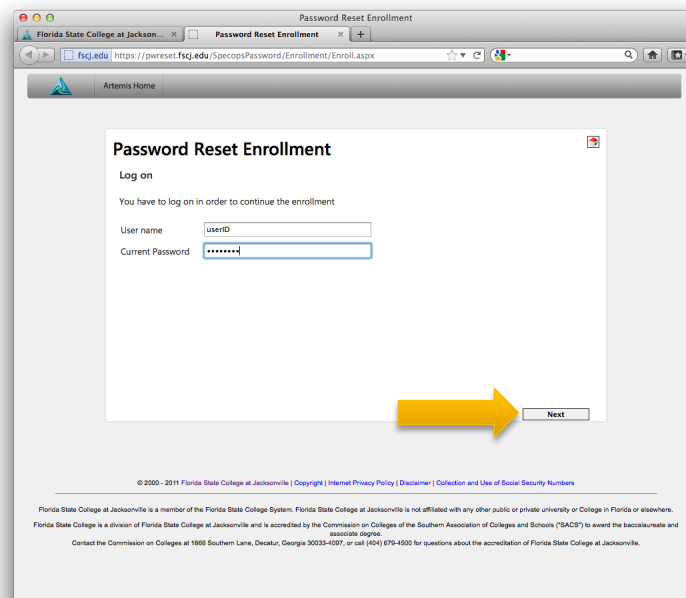 Password Reset Enrollment
Florida State College at Jackson... × Password Reset Enrollment × +
fscj.edu https://pwreset.fscj.edu/SpecopsPassword/Enrollment/Enroll.aspx
Artemis Home
Password Reset Enrollment
Log on
You have to log on in order to continue the enrollment
User name userID
Current Password ••••••••
Next
© 2000 - 2011 Florida State College at Jacksonville | Copyright | Internet Privacy Policy | Disclaimer | Collection and Use of Social Security Numbers
Florida State College at Jacksonville is a member of the Florida State College System. Florida State College at Jacksonville is not affiliated with any other public or private university or College in Florida or elsewhere.
Florida State College is a division of Florida State College at Jacksonville and is accredited by the Commission on Colleges of the Southern Association of Colleges and Schools ("SACS") to award the baccalaureate and
associate degree.
Contact the Commission on Colleges at 1866 Southern Lane, Decatur, Georgia 30033-4097, or call (404) 679-4500 for questions about the accreditation of Florida State College at Jacksonville.